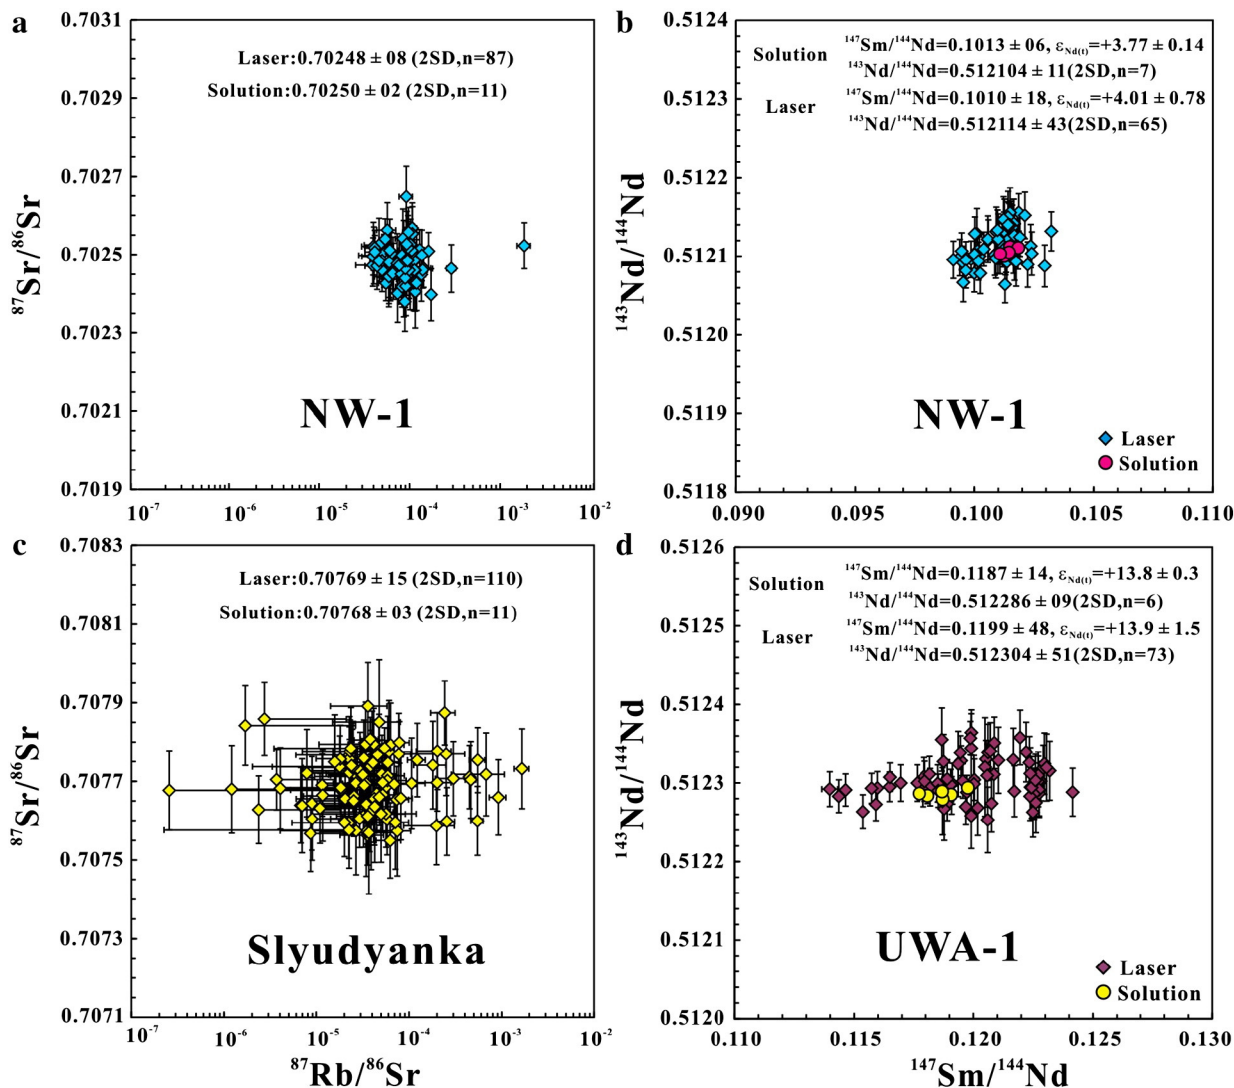 a
0.7031
0.7029
0.7027
0.7025
0.7023
0.7021
0.7019
⁸⁷Sr/⁸⁶Sr
Laser:0.70248 ± 08 (2SD,n=87)
Solution:0.70250 ± 02 (2SD,n=11)
NW-1
10⁻⁷ 10⁻⁶ 10⁻⁵ 10⁻⁴ 10⁻³ 10⁻²
b
0.5124
0.5123
0.5122
0.5121
0.5120
0.5119
0.5118
¹⁴³Nd/¹⁴⁴Nd
Solution
¹⁴⁷Sm/¹⁴⁴Nd=0.1013 ± 06, εNd(t)=+3.77 ± 0.14
¹⁴³Nd/¹⁴⁴Nd=0.512104 ± 11(2SD,n=7)
Laser
¹⁴⁷Sm/¹⁴⁴Nd=0.1010 ± 18, εNd(t)=+4.01 ± 0.78
¹⁴³Nd/¹⁴⁴Nd=0.512114 ± 43(2SD,n=65)
NW-1
Laser
Solution
0.090 0.095 0.100 0.105 0.110
c
0.7083
0.7081
0.7079
0.7077
0.7075
0.7073
0.7071
⁸⁷Sr/⁸⁶Sr
Laser:0.70769 ± 15 (2SD,n=110)
Solution:0.70768 ± 03 (2SD,n=11)
Slyudyanka
10⁻⁷ 10⁻⁶ 10⁻⁵ 10⁻⁴ 10⁻³ 10⁻²
⁸⁷Rb/⁸⁶Sr
d
0.5126
0.5125
0.5124
0.5123
0.5122
0.5121
0.5120
¹⁴³Nd/¹⁴⁴Nd
Solution
¹⁴⁷Sm/¹⁴⁴Nd=0.1187 ± 14, εNd(t)=+13.8 ± 0.3
¹⁴³Nd/¹⁴⁴Nd=0.512286 ± 09(2SD,n=6)
Laser
¹⁴⁷Sm/¹⁴⁴Nd=0.1199 ± 48, εNd(t)=+13.9 ± 1.5
¹⁴³Nd/¹⁴⁴Nd=0.512304 ± 51(2SD,n=73)
UWA-1
Laser
Solution
0.110 0.115 0.120 0.125 0.130
¹⁴⁷Sm/¹⁴⁴Nd